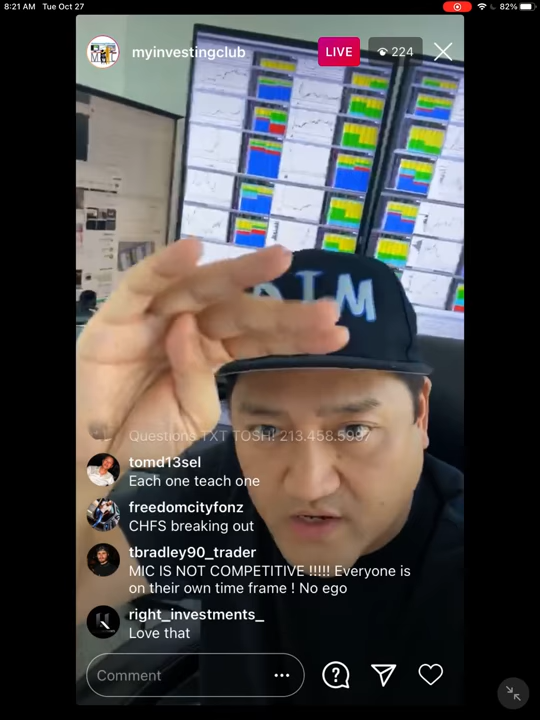 8:21 AM Tue Oct 27
82%
myinvestingclub
LIVE
224
MIC
Questions TXT TOSH! 213.458.5987
tomd13sel
Each one teach one
freedomcityfonz
CHFS breaking out
tbradley90_trader
MIC IS NOT COMPETITIVE !!!!! Everyone is
on their own time frame ! No ego
right_investments_
Love that
Comment